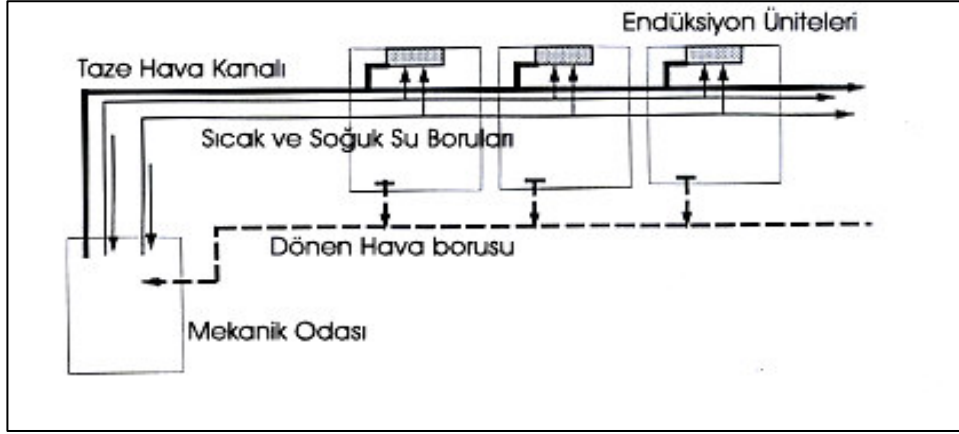 Endüksiyon Üniteleri
Taze Hava Kanalı
Sıcak ve Soğuk Su Boruları
Dönen Hava borusu
Mekanik Odası